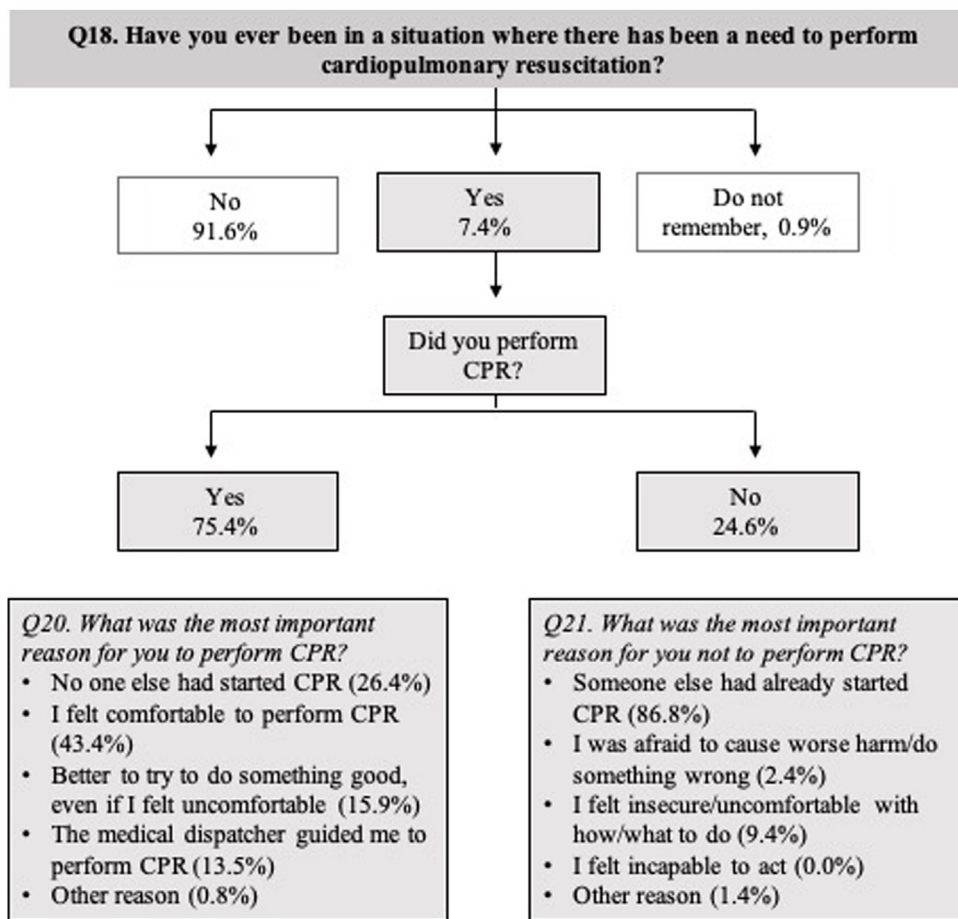 Q18. Have you ever been in a situation where there has been a need to perform
cardiopulmonary resuscitation?
No
91.6%
Yes
7.4%
Do not
remember, 0.9%
Did you perform
CPR?
Yes
75.4%
No
24.6%
Q20. What was the most important
reason for you to perform CPR?
• No one else had started CPR (26.4%)
• I felt comfortable to perform CPR
(43.4%)
• Better to try to do something good,
even if I felt uncomfortable (15.9%)
• The medical dispatcher guided me to
perform CPR (13.5%)
• Other reason (0.8%)
Q21. What was the most important
reason for you not to perform CPR?
• Someone else had already started
CPR (86.8%)
• I was afraid to cause worse harm/do
something wrong (2.4%)
• I felt insecure/uncomfortable with
how/what to do (9.4%)
• I felt incapable to act (0.0%)
• Other reason (1.4%)